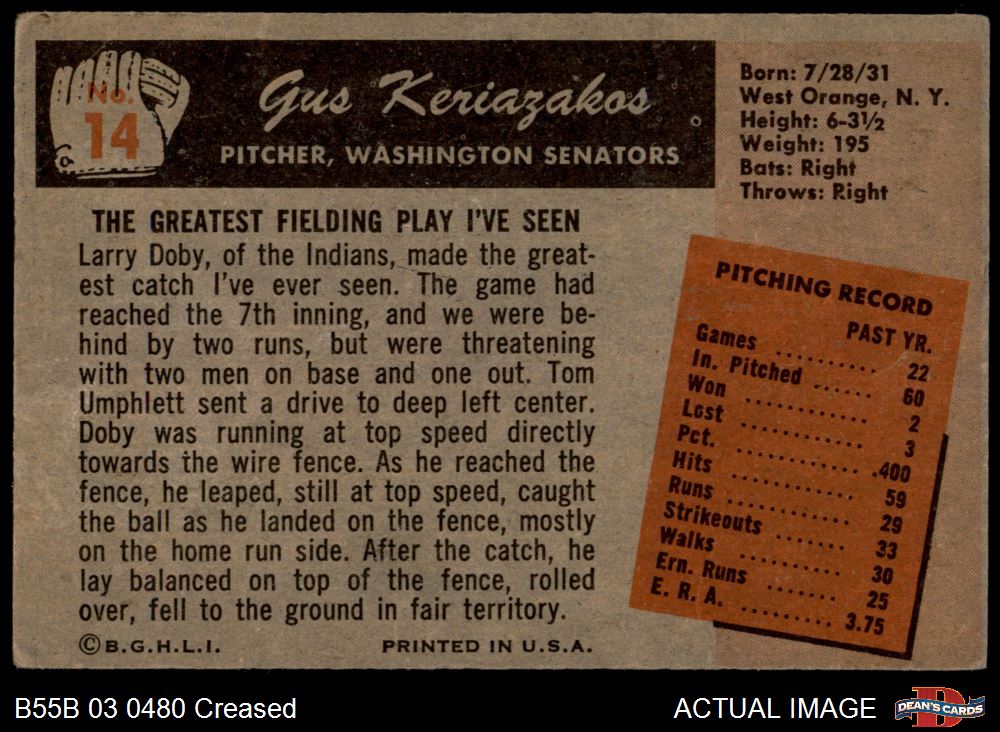 No.
14
Gus Keriazakos
PITCHER, WASHINGTON SENATORS
Born: 7/28/31
West Orange, N. Y.
Height: 6-3½
Weight: 195
Bats: Right
Throws: Right
THE GREATEST FIELDING PLAY I'VE SEEN
Larry Doby, of the Indians, made the great-
est catch I've ever seen. The game had
reached the 7th inning, and we were be-
hind by two runs, but were threatening
with two men on base and one out. Tom
Umphlett sent a drive to deep left center.
Doby was running at top speed directly
towards the wire fence. As he reached the
fence, he leaped, still at top speed, caught
the ball as he landed on the fence, mostly
on the home run side. After the catch, he
lay balanced on top of the fence, rolled
over, fell to the ground in fair territory.
©B.G.H.L.I. PRINTED IN U.S.A.
PITCHING RECORD
PAST YR.
Games .......... 22
In. Pitched ...... 60
Won ............ 2
Lost ............ 3
Pct. ............ .400
Hits ............ 59
Runs ............ 29
Strikeouts ....... 33
Walks .......... 30
Ern. Runs ....... 25
E. R. A. ......... 3.75
B55B 03 0480 Creased
ACTUAL IMAGE
D
DEAN'S CARDS